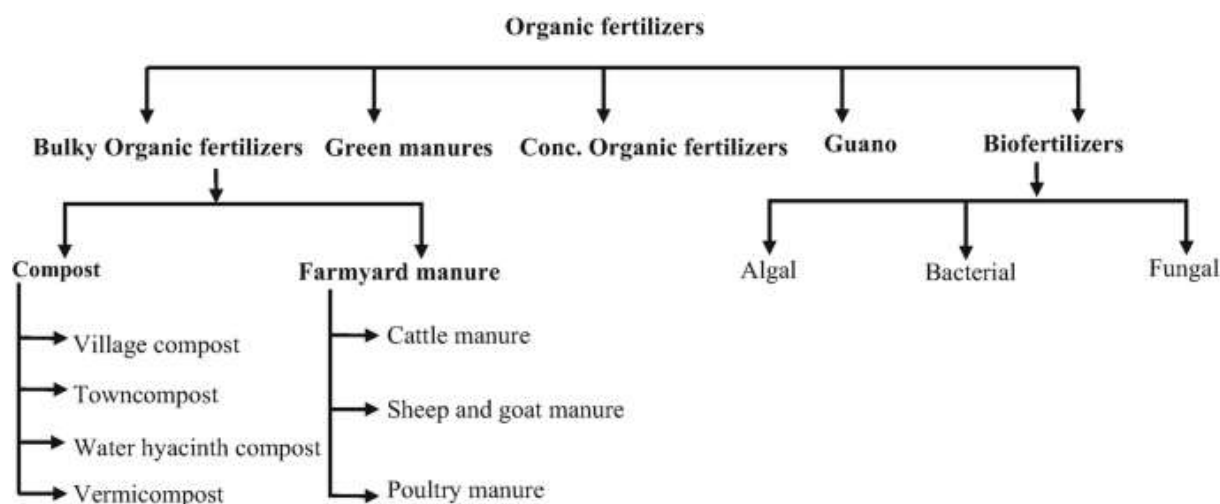 Organic fertilizers
Bulky Organic fertilizers
Green manures
Conc. Organic fertilizers
Guano
Biofertilizers
Compost
Farmyard manure
Algal
Bacterial
Fungal
Village compost
Towncompost
Water hyacinth compost
Vermicompost
Cattle manure
Sheep and goat manure
Poultry manure